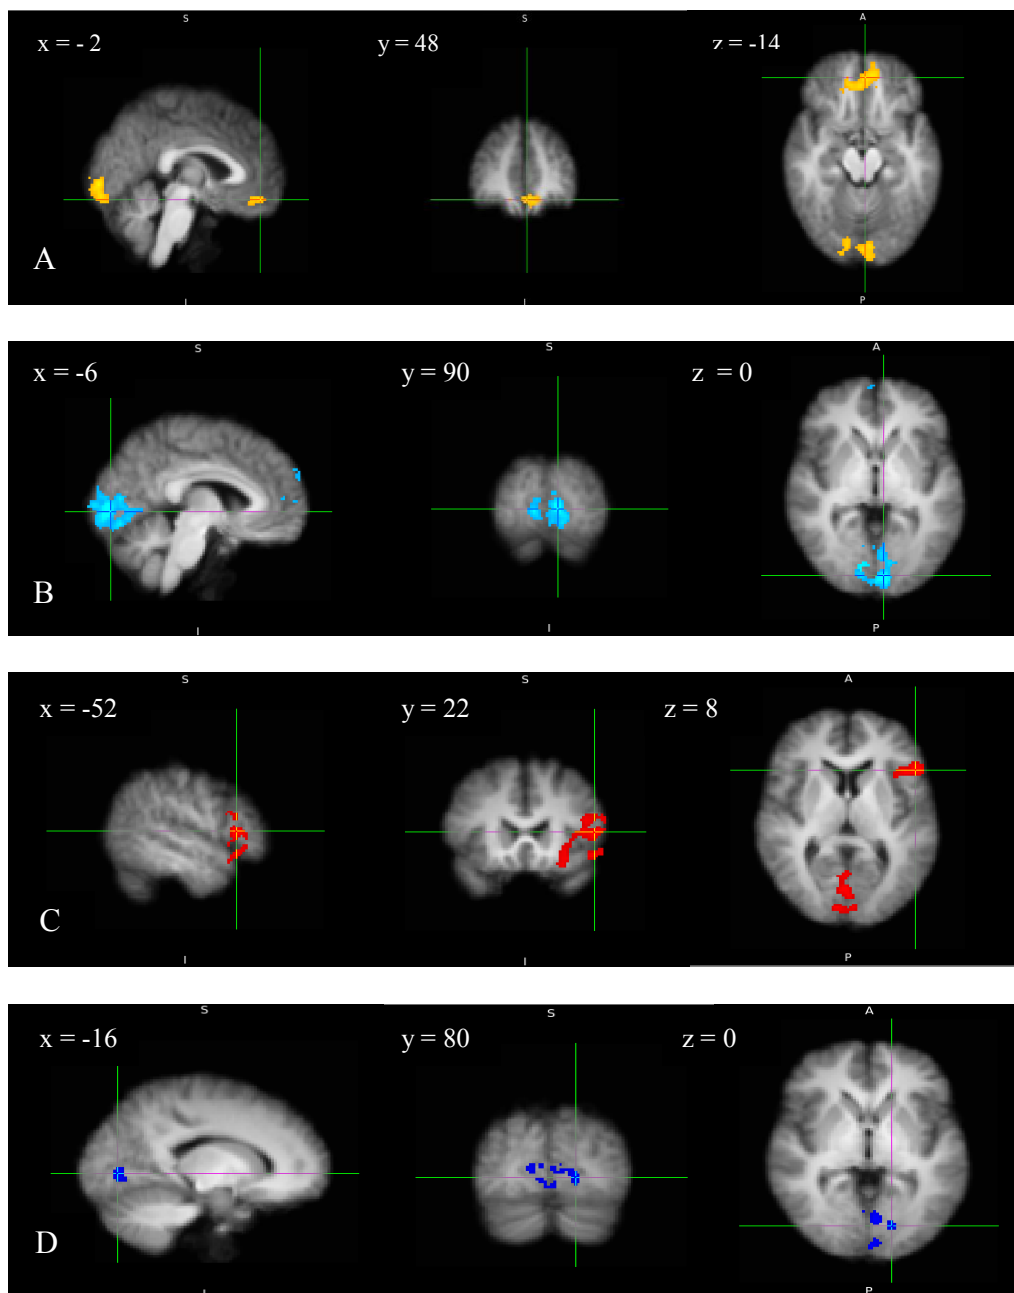 S S A
x = - 2 y = 48 z = -14
A
I I P
S S A
x = -6 y = 90 z = 0
B
I I P
S S A
x = -52 y = 22 z = 8
C
I I P
S S A
x = -16 y = 80 z = 0
D
I I P